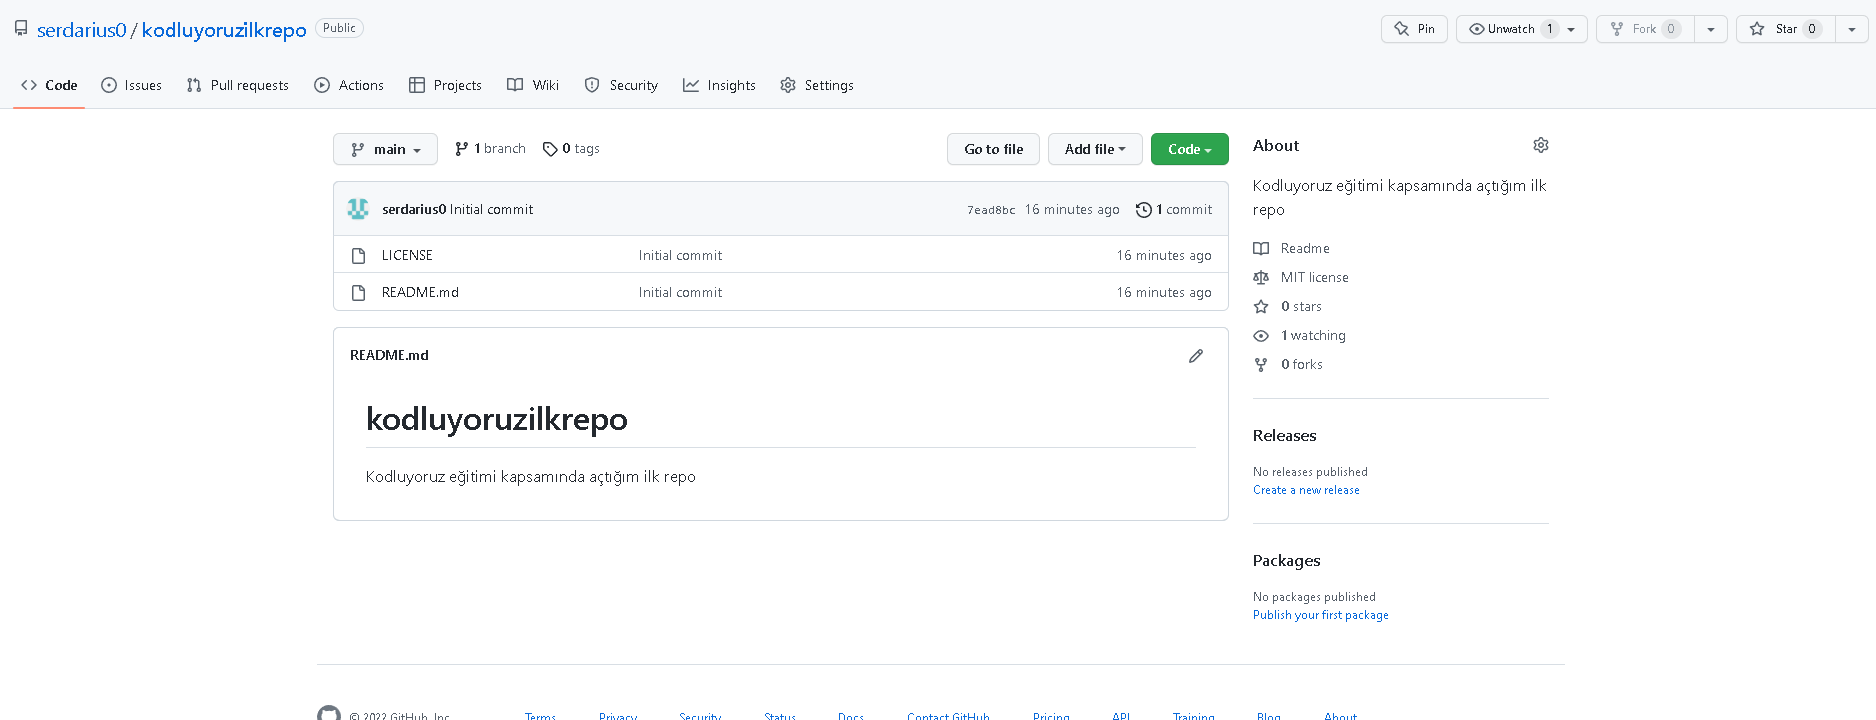 serdarius0 / kodluyoruzilkrepo Public
Pin
Unwatch 1
Fork 0
Star 0
Code Issues Pull requests Actions Projects Wiki Security Insights Settings
main 1 branch 0 tags
Go to file Add file Code
serdarius0 Initial commit 7ead8bc 16 minutes ago 1 commit
LICENSE Initial commit 16 minutes ago
README.md Initial commit 16 minutes ago
README.md
kodluyoruzilkrepo
Kodluyoruz eğitimi kapsamında açtığım ilk repo
About
Kodluyoruz eğitimi kapsamında açtığım ilk
repo
Readme
MIT license
0 stars
1 watching
0 forks
Releases
No releases published
Create a new release
Packages
No packages published
Publish your first package
© 2022 GitHub, Inc. Terms Privacy Security Status Docs Contact GitHub Pricing API Training Blog About